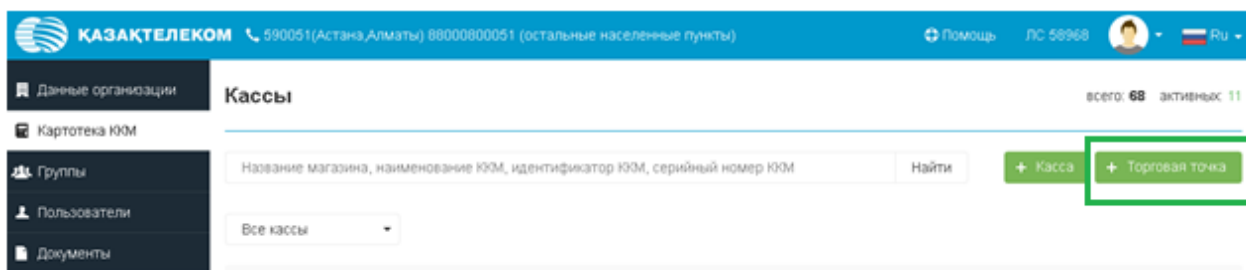 ҚАЗАҚТЕЛЕКОМ 590051(Астана,Алматы) 88000800051 (остальные населенные пункты) Помощь ЛС 58968 Ru
Данные организации
Кассы всего: 68 активных: 11
Картотека ККМ
Группы
Название магазина, наименование ККМ, идентификатор ККМ, серийный номер ККМ Найти + Касса + Торговая точка
Пользователи
Все кассы
Документы